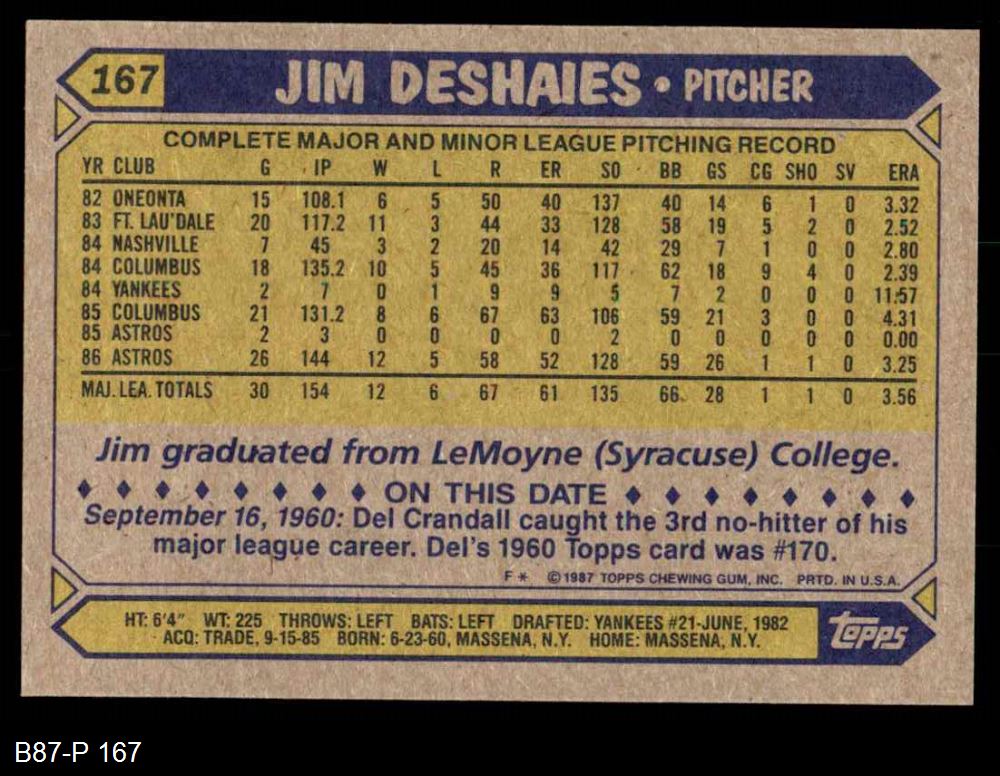 167 JIM DESHAIES • PITCHER
COMPLETE MAJOR AND MINOR LEAGUE PITCHING RECORD
YR CLUB G IP W L R ER SO BB GS CG SHO SV ERA
82 ONEONTA 15 108.1 6 5 50 40 137 40 14 6 1 0 3.32
83 FT. LAU'DALE 20 117.2 11 3 44 33 128 58 19 5 2 0 2.52
84 NASHVILLE 7 45 3 2 20 14 42 29 7 1 0 0 2.80
84 COLUMBUS 18 135.2 10 5 45 36 117 62 18 9 4 0 2.39
84 YANKEES 2 7 0 1 9 9 5 7 2 0 0 0 11.57
85 COLUMBUS 21 131.2 8 6 67 63 106 59 21 3 0 0 4.31
85 ASTROS 2 3 0 0 0 0 2 0 0 0 0 0 0.00
86 ASTROS 26 144 12 5 58 52 128 59 26 1 1 0 3.25
MAJ. LEA. TOTALS 30 154 12 6 67 61 135 66 28 1 1 0 3.56
Jim graduated from LeMoyne (Syracuse) College.
♦ ♦ ♦ ♦ ♦ ♦ ♦ ♦ ON THIS DATE ♦ ♦ ♦ ♦ ♦ ♦ ♦ ♦
September 16, 1960: Del Crandall caught the 3rd no-hitter of his
major league career. Del's 1960 Topps card was #170.
F * ©1987 TOPPS CHEWING GUM, INC. PRTD. IN U.S.A.
HT: 6'4" WT: 225 THROWS: LEFT BATS: LEFT DRAFTED: YANKEES #21-JUNE, 1982
ACQ: TRADE, 9-15-85 BORN: 6-23-60, MASSENA, N.Y. HOME: MASSENA, N.Y.
topps
B87-P 167